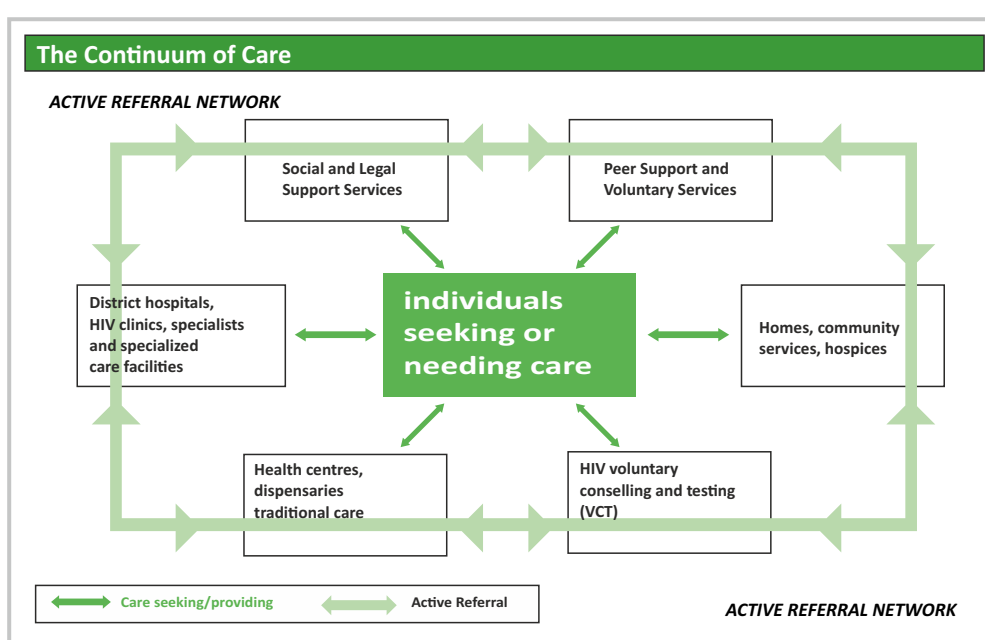 The Continuum of Care
ACTIVE REFERRAL NETWORK
Social and Legal
Support Services
Peer Support and
Voluntary Services
District hospitals,
HIV clinics, specialists
and specialized
care facilities
individuals
seeking or
needing care
Homes, community
services, hospices
Health centres,
dispensaries
traditional care
HIV voluntary
conselling and testing
(VCT)
Care seeking/providing
Active Referral
ACTIVE REFERRAL NETWORK